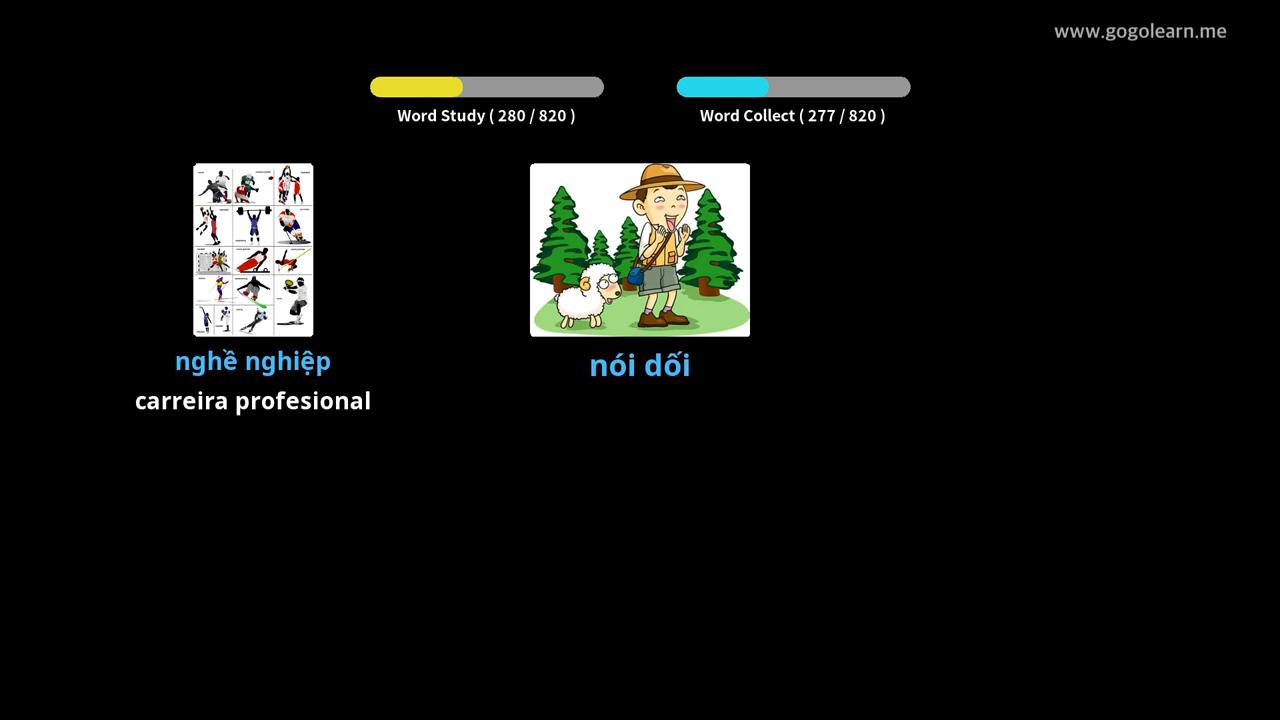 www.gogolearn.me
Word Study ( 280 / 820 )
Word Collect ( 277 / 820 )
nghề nghiệp
carreira profesional
nói dối